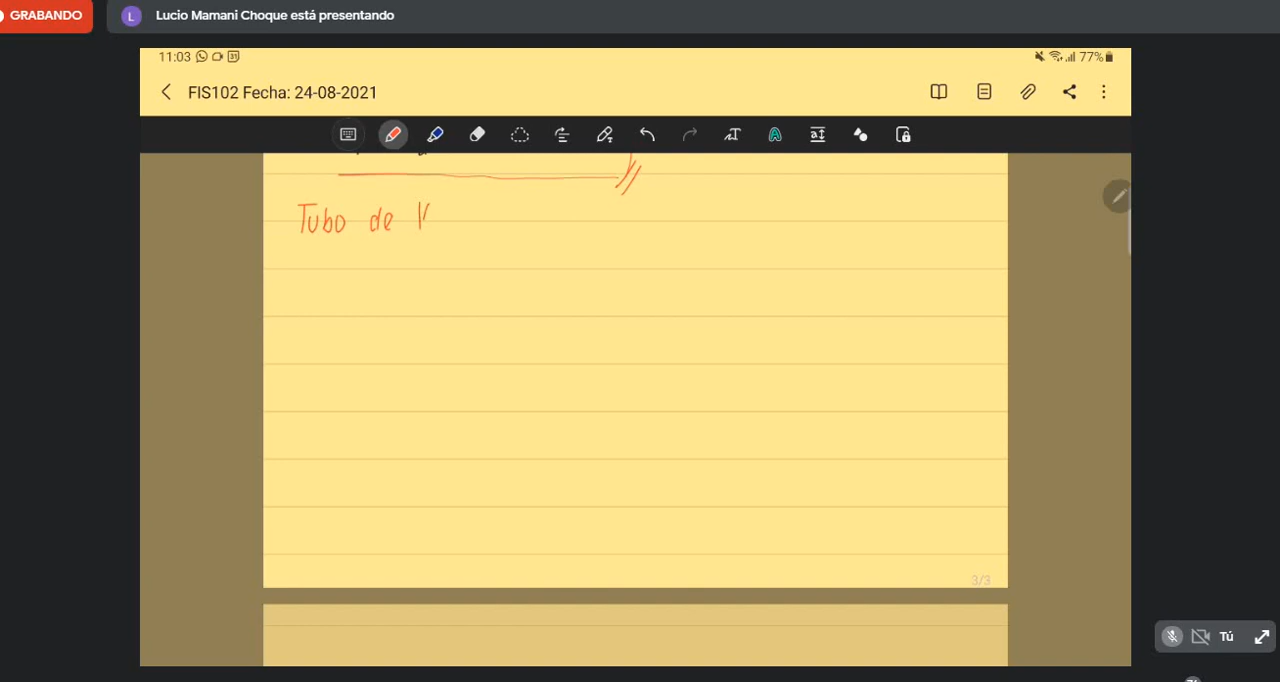 GRABANDO
L
Lucio Mamani Choque está presentando
11:03 31 77%
FIS102 Fecha: 24-08-2021
Tubo de
3/3
Tú